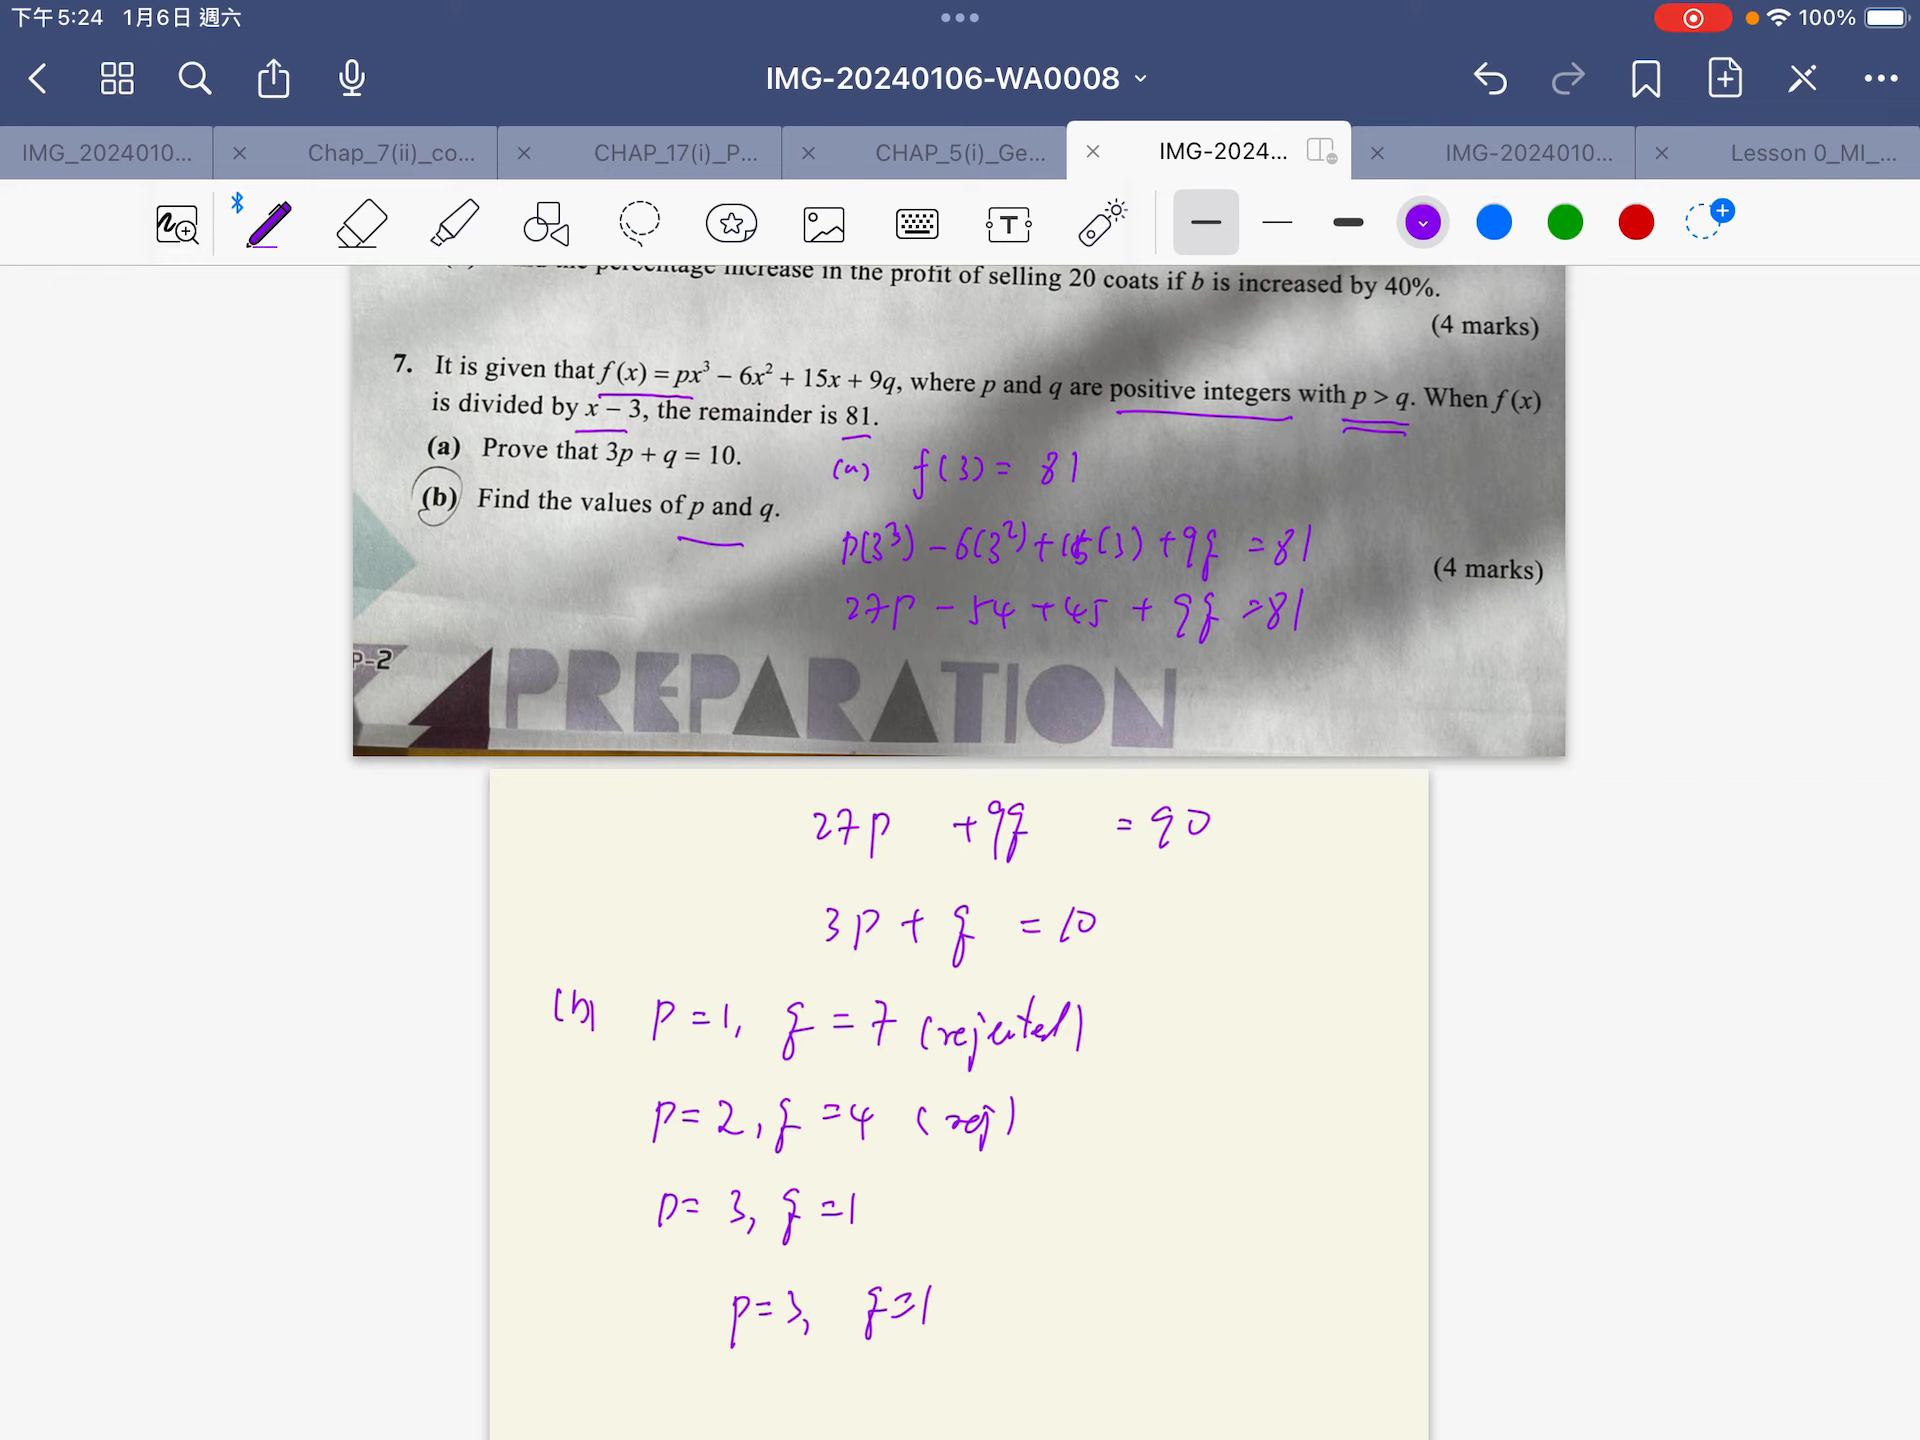 下午5:24 1月6日 週六
100%
IMG-20240106-WA0008
IMG_2024010...
Chap_7(ii)_co...
CHAP_17(i)_P...
CHAP_5(i)_Ge...
IMG-2024...
IMG-2024010...
Lesson 0_MI_...
percentage increase in the profit of selling 20 coats if b is increased by 40%.
(4 marks)
7. It is given that f(x) = px³ − 6x² + 15x + 9q, where p and q are positive integers with p > q. When f(x)
is divided by x − 3, the remainder is 81.
(a) Prove that 3p + q = 10.
(a) f(3) = 81
(b) Find the values of p and q.
p(3³) − 6(3²) + 15(3) + 9q = 81
(4 marks)
27p − 54 + 45 + 9q = 81
P-2
PREPARATION
27p + 9q = 90
3p + q = 10
(b) p = 1, q = 7 (rejected)
p = 2, q = 4 (rej)
p = 3, q = 1
p = 3, q = 1